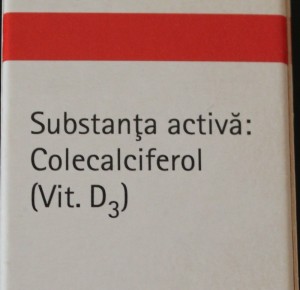 Substanţa activă:
Colecalciferol
(Vit. D₃)